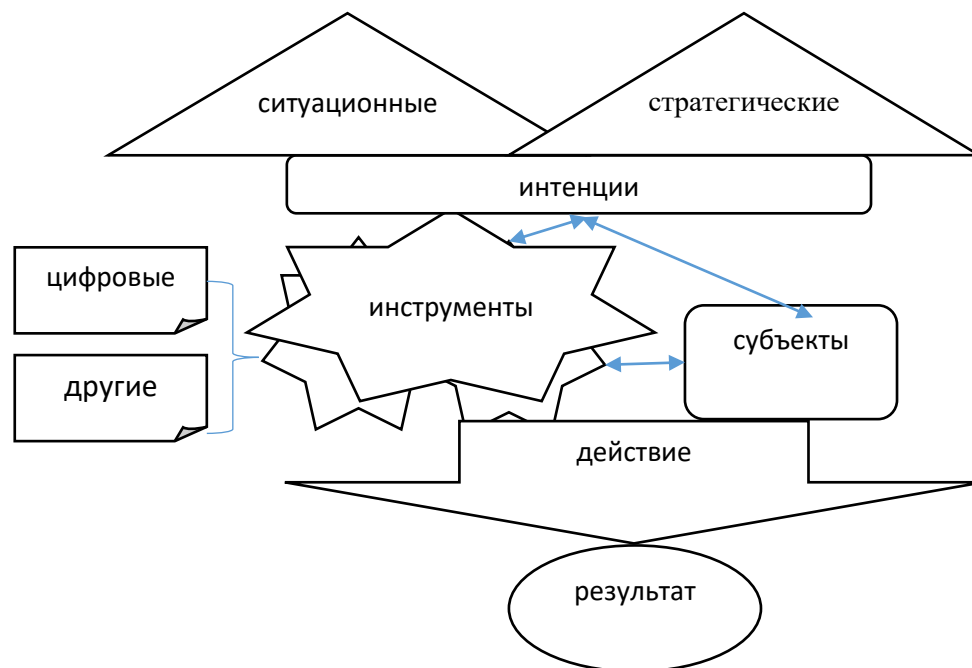 ситуационные
стратегические
интенции
цифровые
инструменты
субъекты
другие
действие
результат